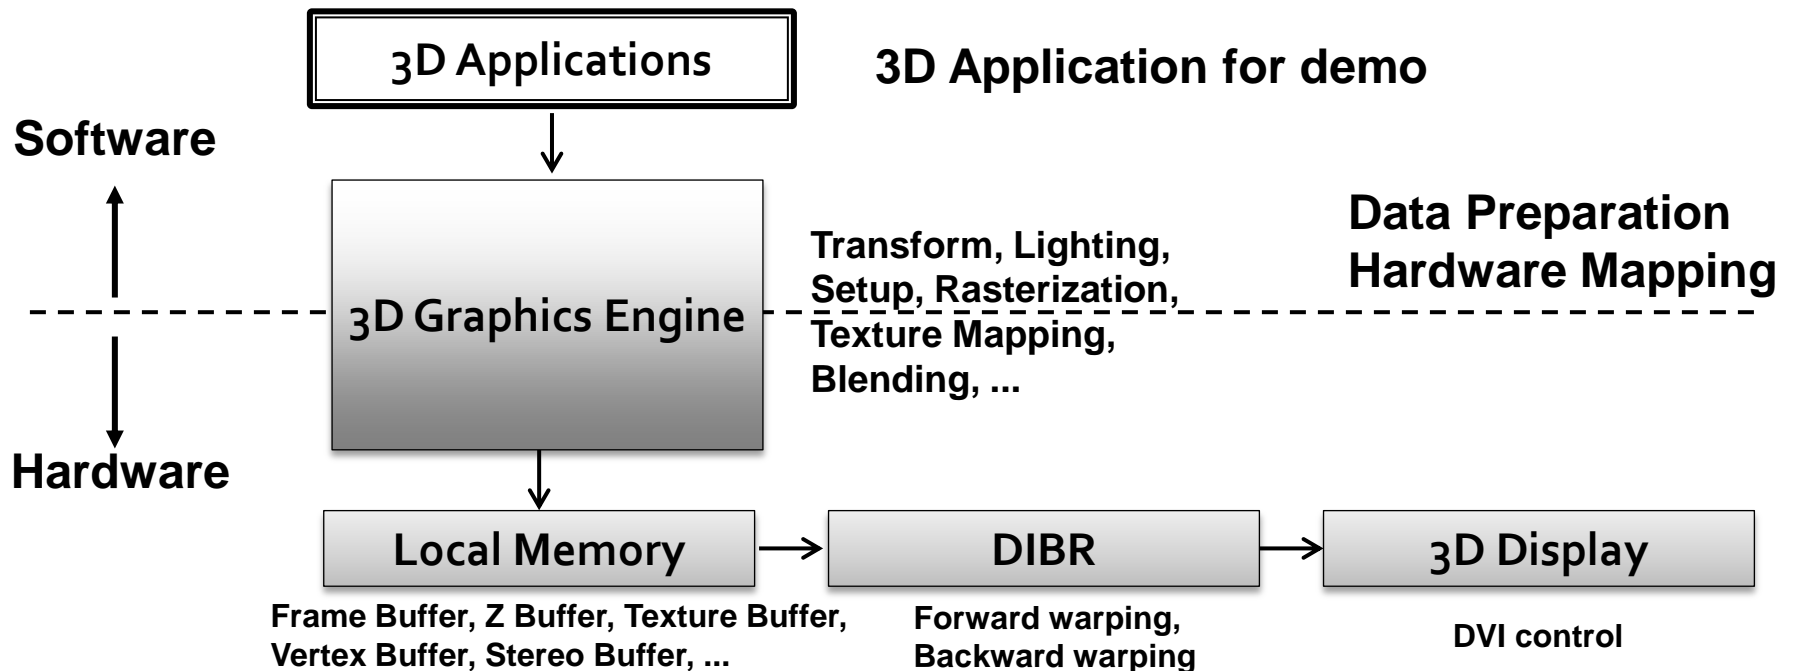 3D Applications
3D Application for demo
Software
Data Preparation
Hardware Mapping
Transform, Lighting,
Setup, Rasterization,
Texture Mapping,
Blending, ...
3D Graphics Engine
Hardware
Local Memory
DIBR
3D Display
Frame Buffer, Z Buffer, Texture Buffer,
Vertex Buffer, Stereo Buffer, ...
Forward warping,
Backward warping
DVI control